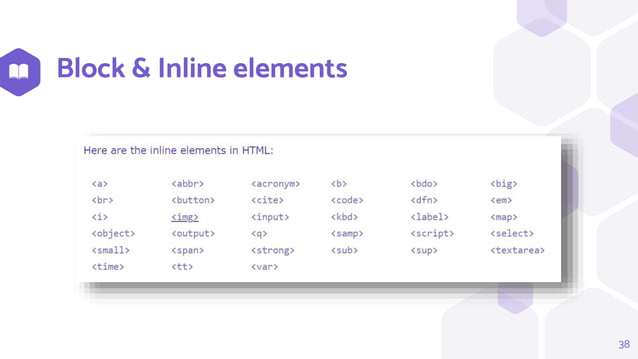 Block & Inline elements
Here are the inline elements in HTML:
<a> <abbr> <acronym> <b> <bdo> <big>
<br> <button> <cite> <code> <dfn> <em>
<i> <img> <input> <kbd> <label> <map>
<object> <output> <q> <samp> <script> <select>
<small> <span> <strong> <sub> <sup> <textarea>
<time> <tt> <var>
38